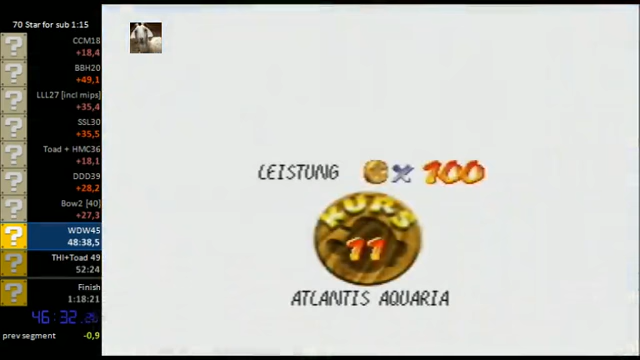 70 Star for sub 1:15
CCM18
+18,4
BBH20
+49,1
LLL27 [incl mips]
+35,4
SSL30
+35,5
Toad + HMC36
+18,1
DDD39
+28,2
Bow2 [40]
+27,3
WDW45
48:38,5
THI+Toad 49
52:24
Finish
1:18:21
46:32
prev segment -0,9
LEISTUNG × 100
KURS
11
ATLANTIS AQUARIA